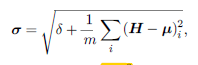 σ = √(δ + 1/m ∑_i (H − μ)_i^2),